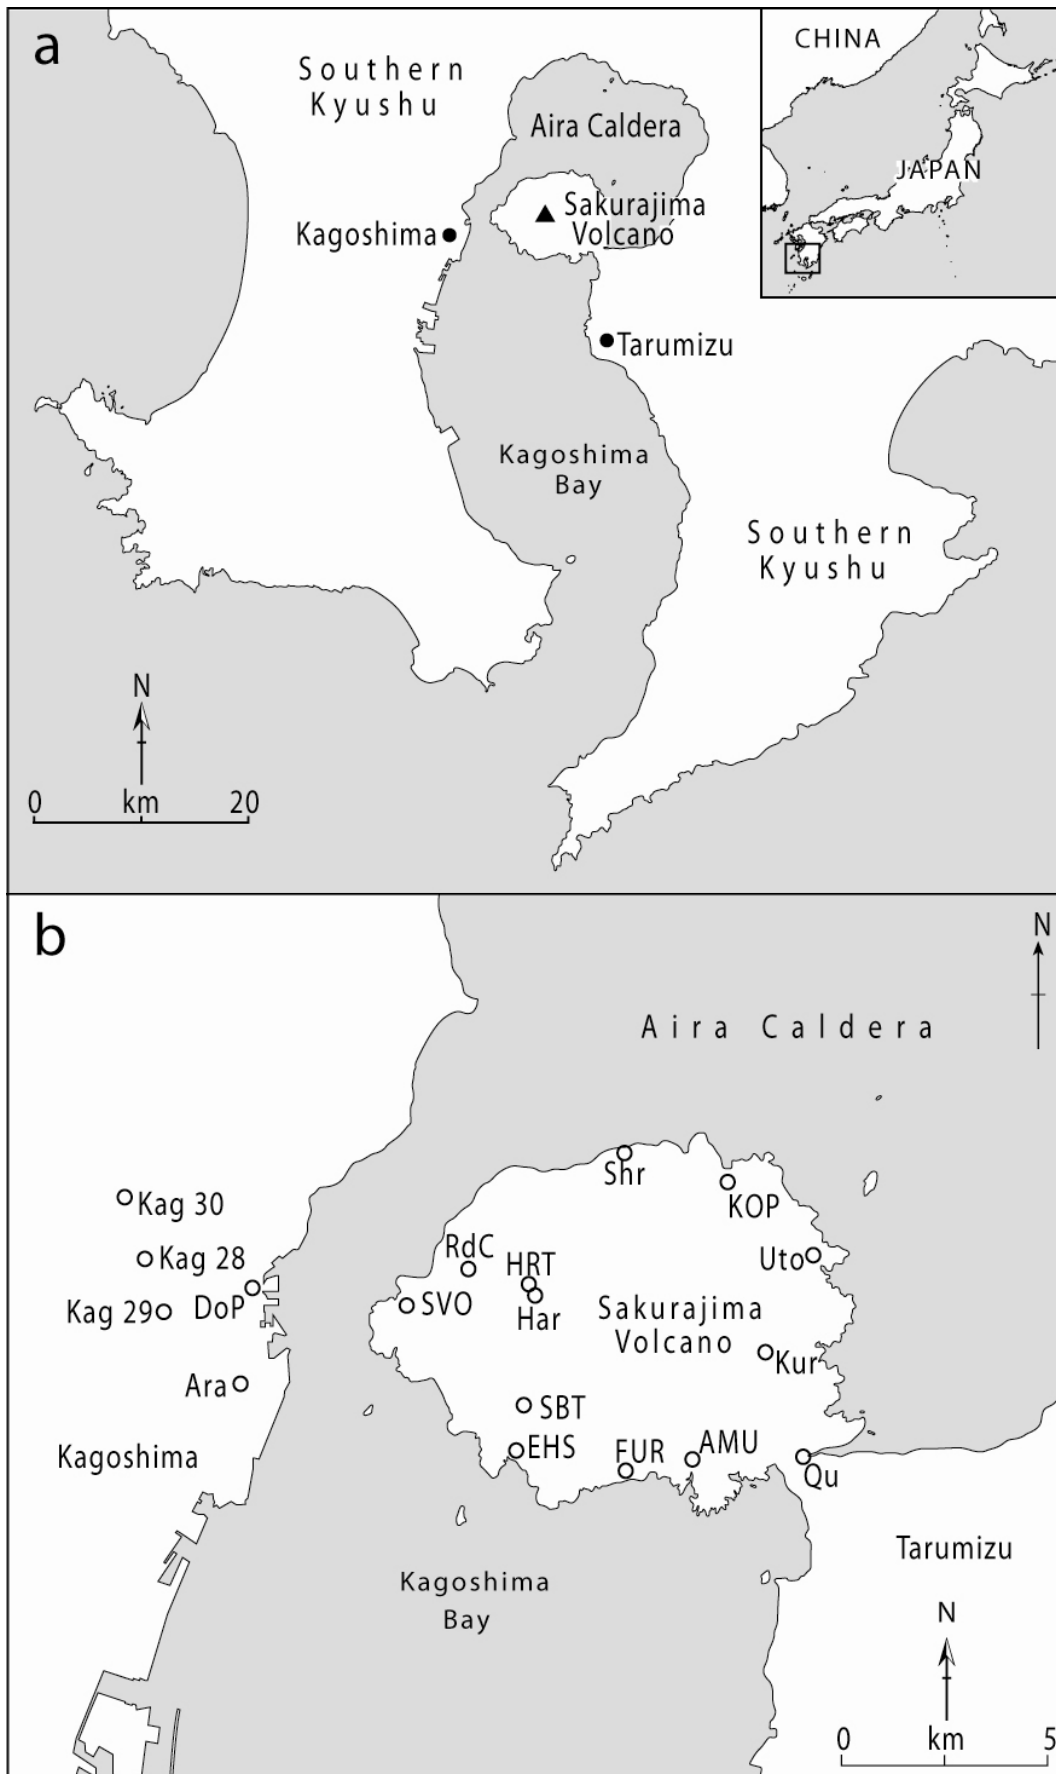 a
Southern
Kyushu
Aira Caldera
CHINA
JAPAN
Sakurajima
Volcano
Kagoshima
Tarumizu
Kagoshima
Bay
Southern
Kyushu
N
0 km 20
b
N
Aira Caldera
Shr
KOP
Kag 30
Kag 28
RdC
HRT
Uto
DoP
Kag 29
SVO
Har
Sakurajima
Volcano
Kur
Ara
SBT
Kagoshima
EHS
FUR
AMU
Qu
Tarumizu
Kagoshima
Bay
N
0 km 5